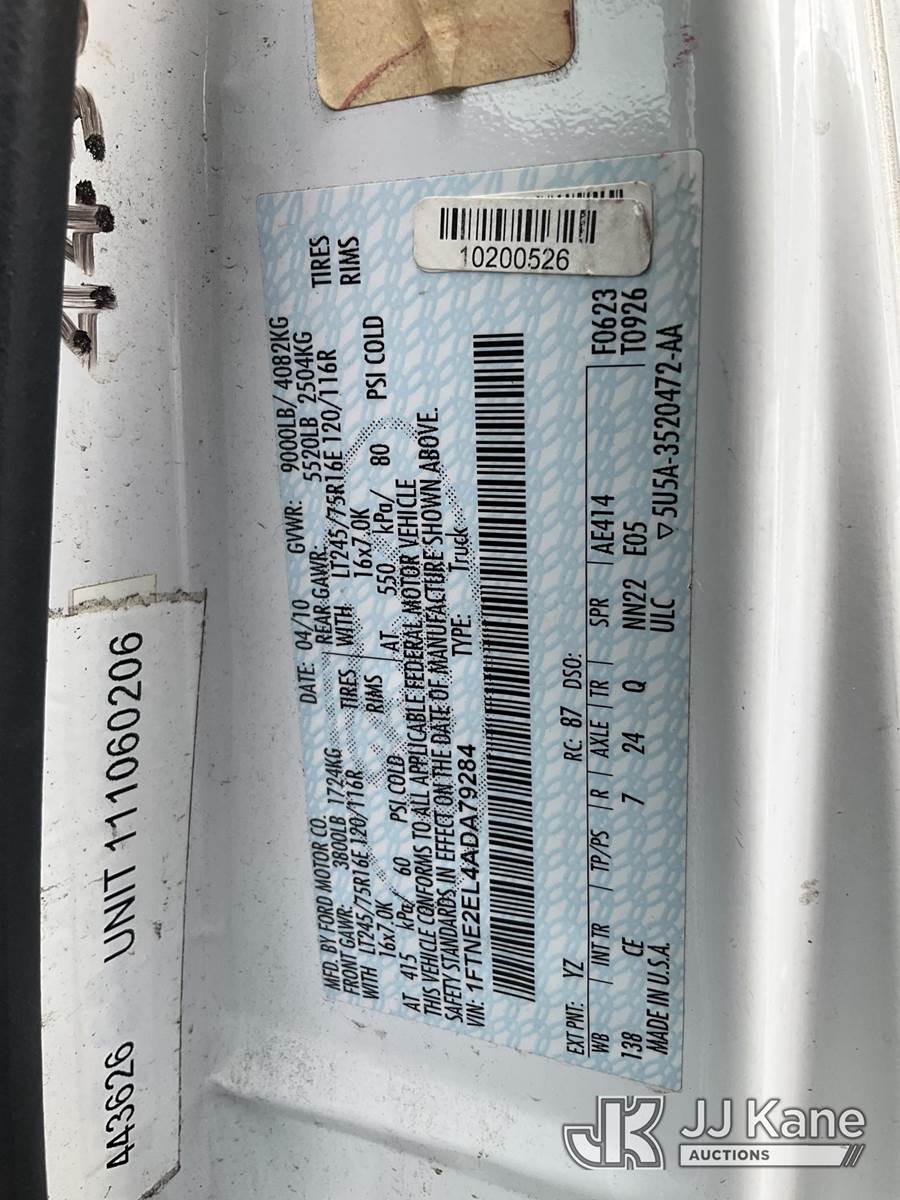 443626 UNIT 11060206
10200526
MFD. BY FORD MOTOR CO. DATE: 04/10 GVWR: 9000LB/ 4082KG
FRONT GAWR: 3800LB 1724KG REAR GAWR: 5520LB 2504KG
WITH LT245/75R16E 120/116R TIRES WITH LT245/75R16E 120/116R TIRES
16x7.0K RIMS 16x7.0K RIMS
AT 415 kPa/ 60 PSI COLD AT 550 kPa/ 80 PSI COLD
THIS VEHICLE CONFORMS TO ALL APPLICABLE FEDERAL MOTOR VEHICLE
SAFETY STANDARDS IN EFFECT ON THE DATE OF MANUFACTURE SHOWN ABOVE.
VIN: 1FTNE2EL4ADA79284 TYPE: Truck
EXT PNT: YZ RC: 87 DSO: F0623
WB | INT TR | TP/PS | R | AXLE | TR | SPR | AE414 T0926
138 CE 7 24 Q NN22 E05
MADE IN U.S.A. ULC ▽5U5A-3520472-AA
JK JJ Kane
AUCTIONS